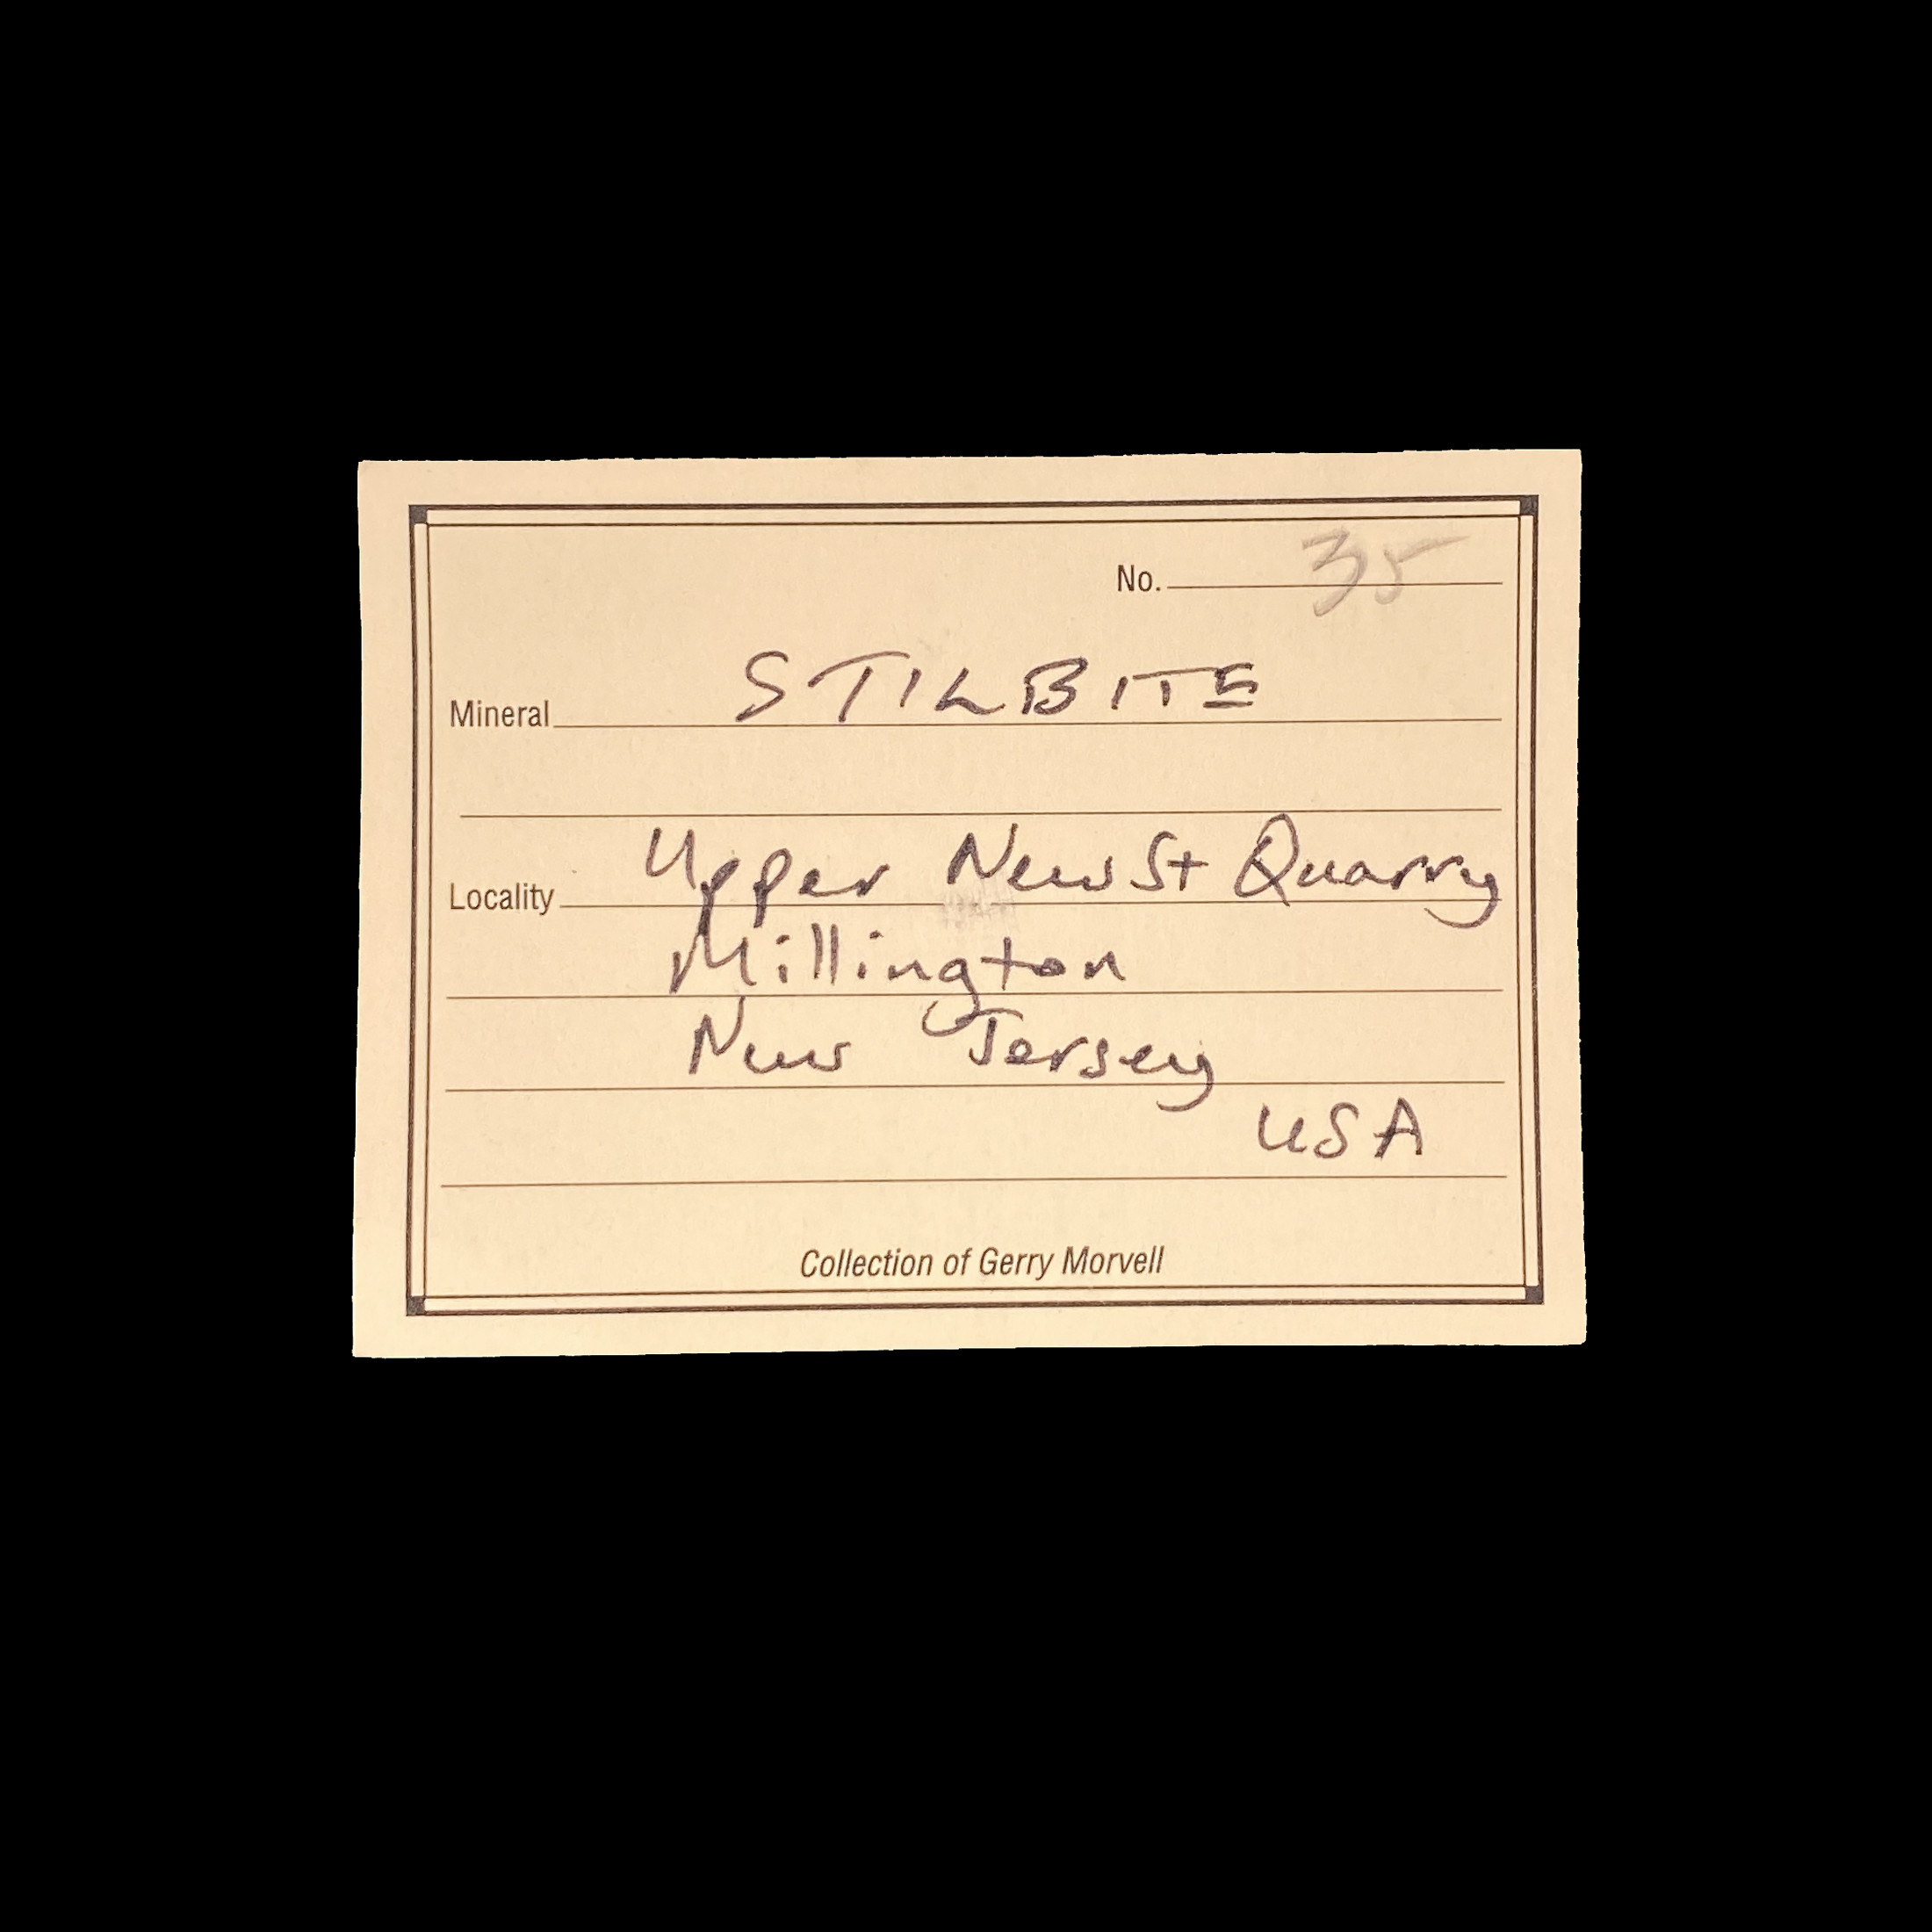 No. 35
Mineral STILBITE
Locality Upper New St Quarry
Millington
New Jersey
USA
Collection of Gerry Morvell